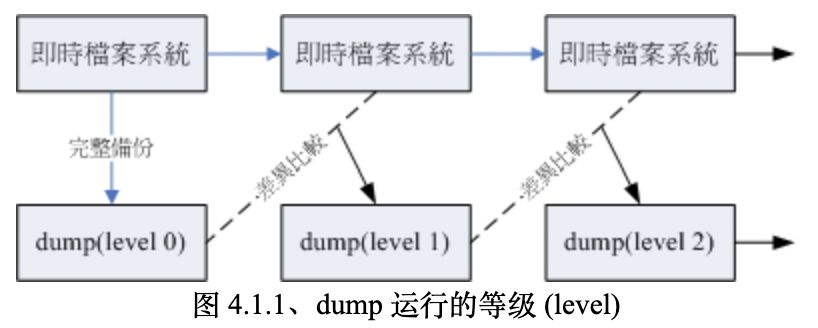 即時檔案系統
即時檔案系統
即時檔案系統
完整備份
差異比較
差異比較
dump(level 0)
dump(level 1)
dump(level 2)
图 4.1.1、dump 运行的等级 (level)